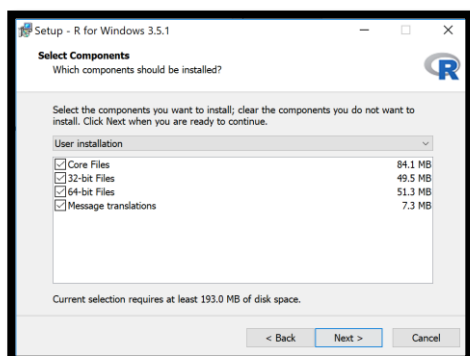 Setup - R for Windows 3.5.1
Select Components
Which components should be installed?
R
Select the components you want to install; clear the components you do not want to
install. Click Next when you are ready to continue.
User installation
Core Files 84.1 MB
32-bit Files 49.5 MB
64-bit Files 51.3 MB
Message translations 7.3 MB
Current selection requires at least 193.0 MB of disk space.
< Back Next > Cancel